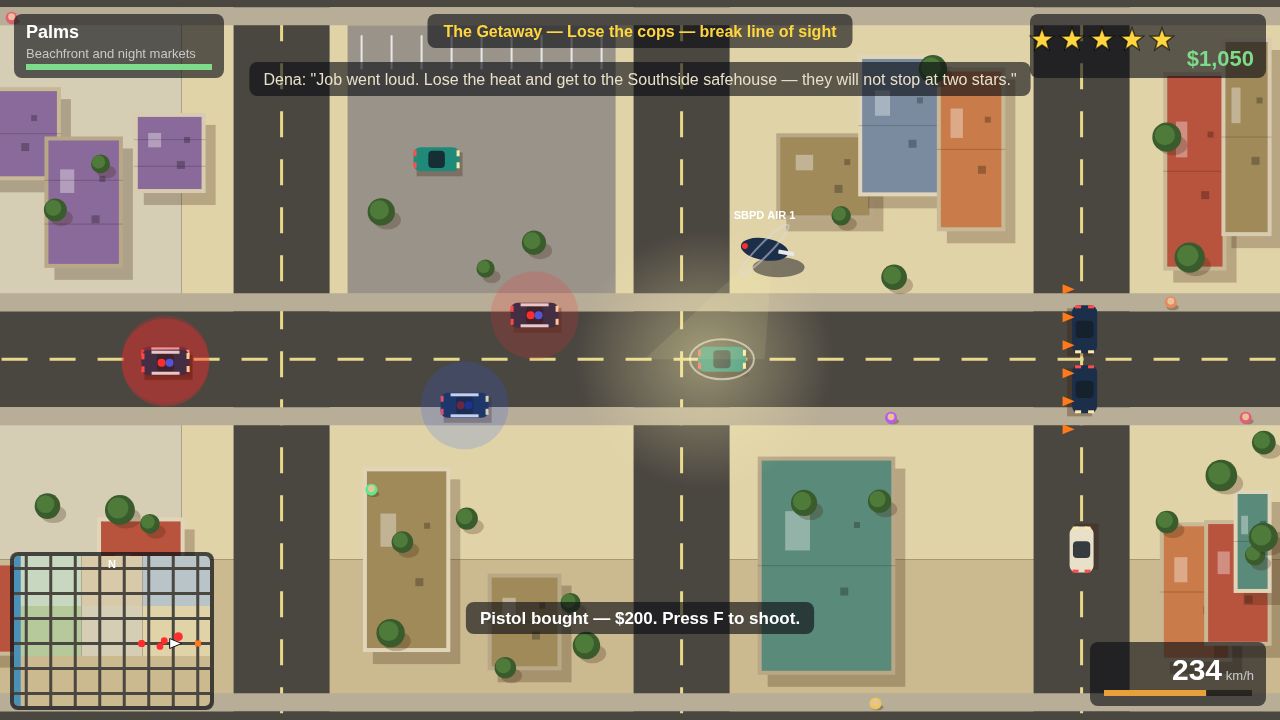 Palms
Beachfront and night markets
The Getaway — Lose the cops — break line of sight
$1,050
Dena: "Job went loud. Lose the heat and get to the Southside safehouse — they will not stop at two stars."
SBPD AIR 1
N
Pistol bought — $200. Press F to shoot.
234 km/h